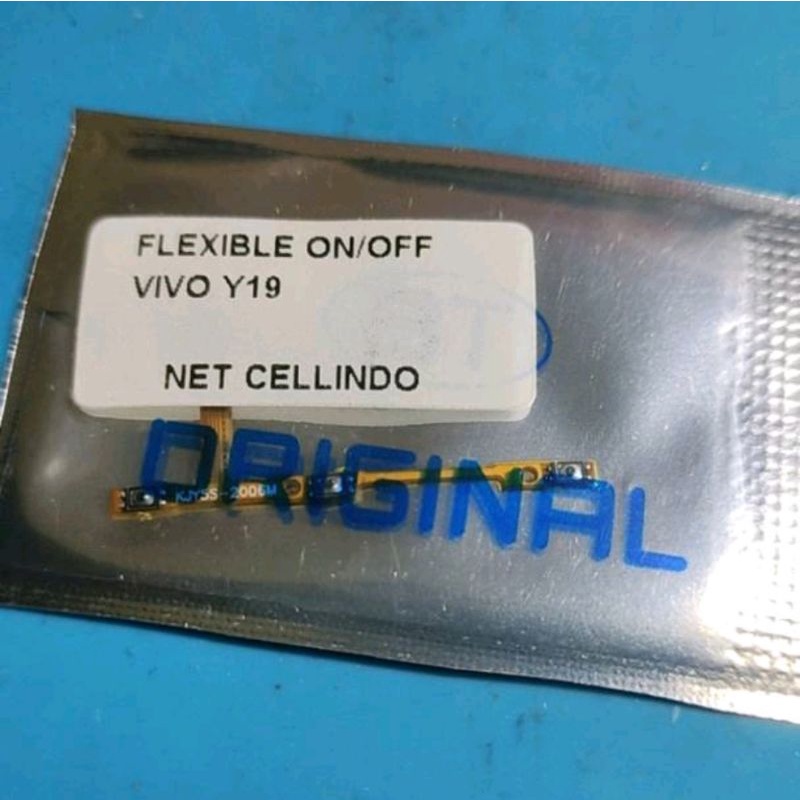 FLEXIBLE ON/OFF
VIVO Y19
NET CELLINDO
ORIGINAL